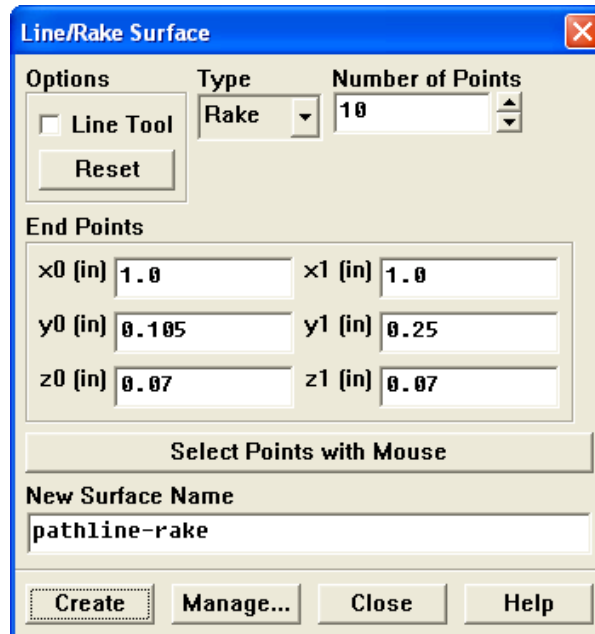 Line/Rake Surface
Options Type Number of Points
Line Tool Rake 10
Reset
End Points
x0 (in) 1.0 x1 (in) 1.0
y0 (in) 0.105 y1 (in) 0.25
z0 (in) 0.07 z1 (in) 0.07
Select Points with Mouse
New Surface Name
pathline-rake
Create Manage... Close Help